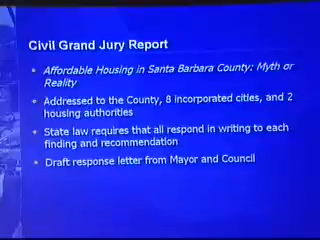 Civil Grand Jury Report
Affordable Housing in Santa Barbara County: Myth or
Reality
Addressed to the County, 8 incorporated cities, and 2
housing authorities
State law requires that all respond in writing to each
finding and recommendation
Draft response letter from Mayor and Council